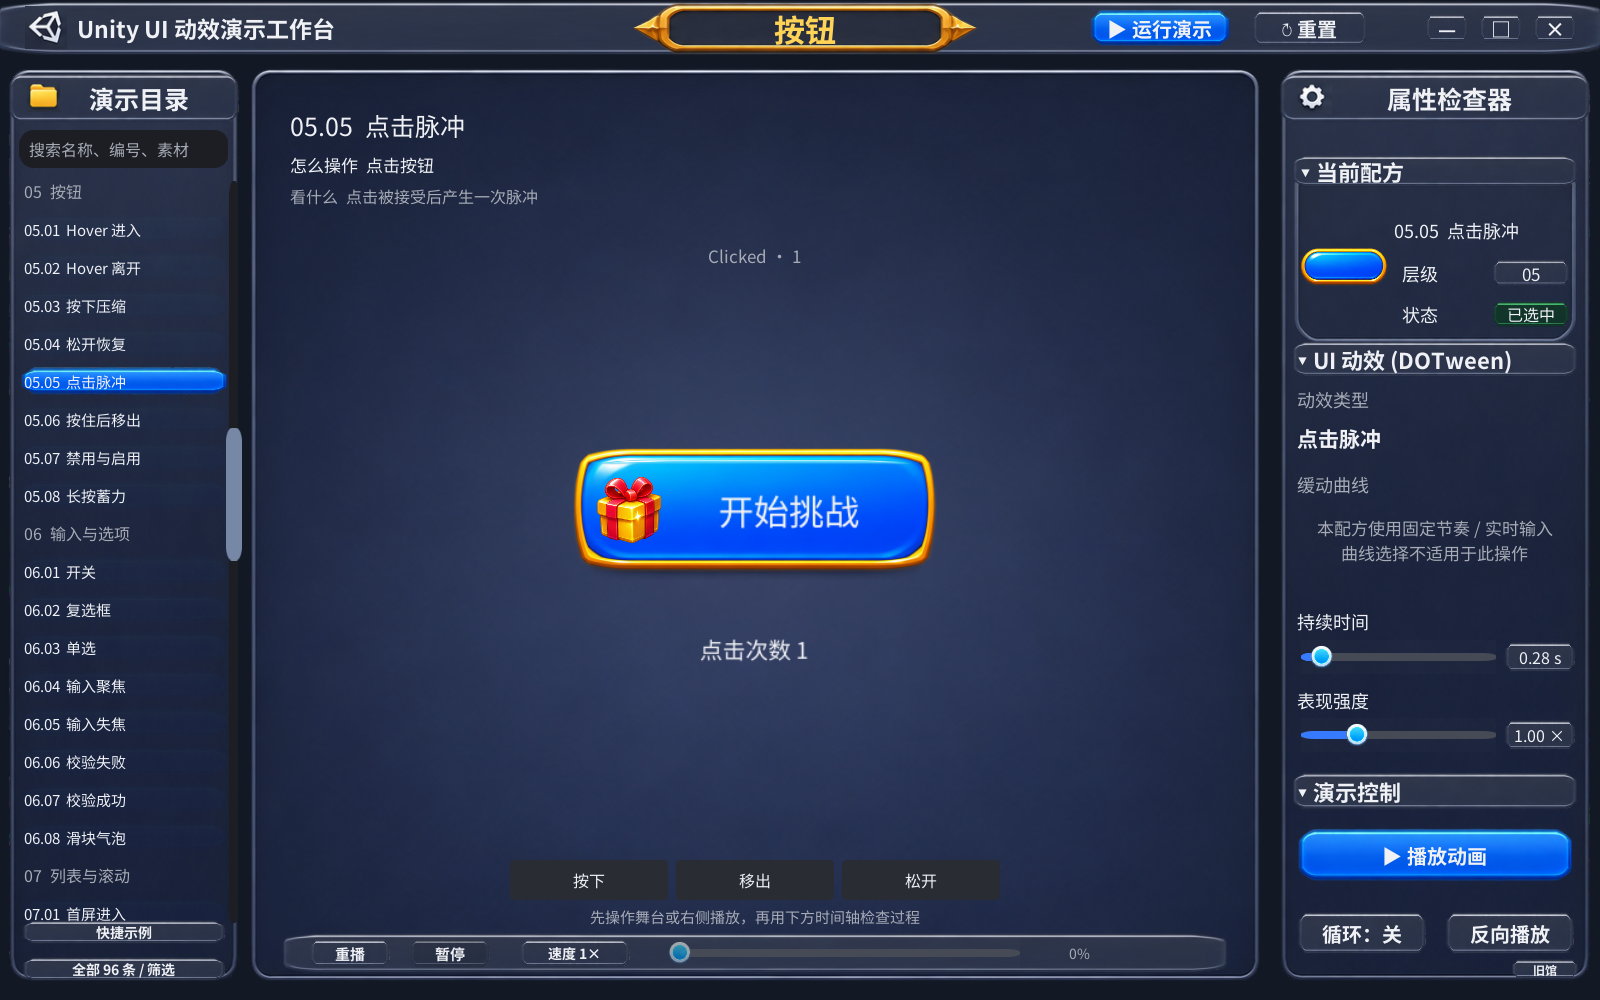 Unity UI 动效演示工作台
按钮
▶ 运行演示
↻ 重置
演示目录
搜索名称、编号、素材
05 按钮
05.01 Hover 进入
05.02 Hover 离开
05.03 按下压缩
05.04 松开恢复
05.05 点击脉冲
05.06 按住后移出
05.07 禁用与启用
05.08 长按蓄力
06 输入与选项
06.01 开关
06.02 复选框
06.03 单选
06.04 输入聚焦
06.05 输入失焦
06.06 校验失败
06.07 校验成功
06.08 滑块气泡
07 列表与滚动
07.01 首屏进入
快捷示例
全部 96 条 / 筛选
05.05 点击脉冲
怎么操作 点击按钮
看什么 点击被接受后产生一次脉冲
Clicked • 1
开始挑战
点击次数 1
按下
移出
松开
先操作舞台或右侧播放，再用下方时间轴检查过程
重播
暂停
速度 1×
0%
属性检查器
▼ 当前配方
05.05 点击脉冲
层级
05
状态
已选中
▼ UI 动效 (DOTween)
动效类型
点击脉冲
缓动曲线
本配方使用固定节奏 / 实时输入
曲线选择不适用于此操作
持续时间
0.28 s
表现强度
1.00 ×
▼ 演示控制
▶ 播放动画
循环：关
反向播放
旧馆